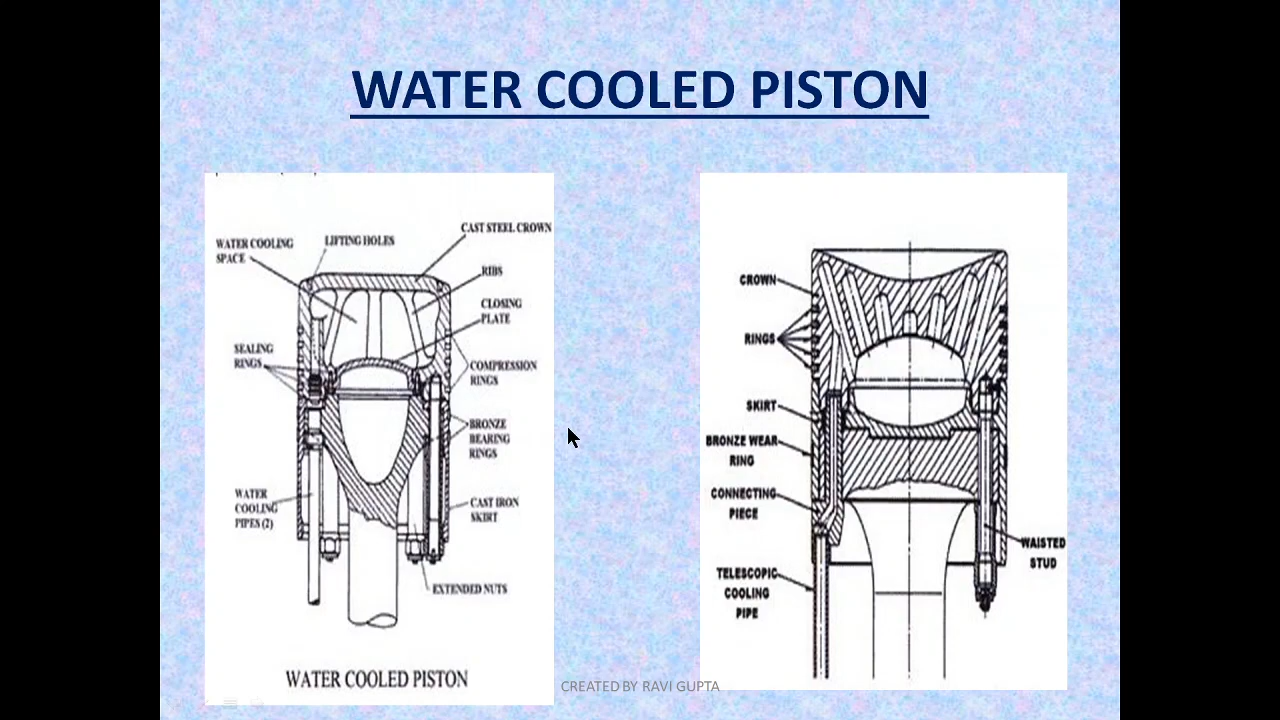 WATER COOLED PISTON
WATER COOLING
SPACE
LIFTING HOLES
CAST STEEL CROWN
RIBS
CLOSING
PLATE
SEALING
RINGS
COMPRESSION
RINGS
BRONZE
BEARING
RINGS
WATER
COOLING
PIPES (2)
CAST IRON
SKIRT
EXTENDED NUTS
WATER COOLED PISTON
CROWN
RINGS
SKIRT
BRONZE WEAR
RING
CONNECTING
PIECE
WAISTED
STUD
TELESCOPIC
COOLING
PIPE
CREATED BY RAVI GUPTA